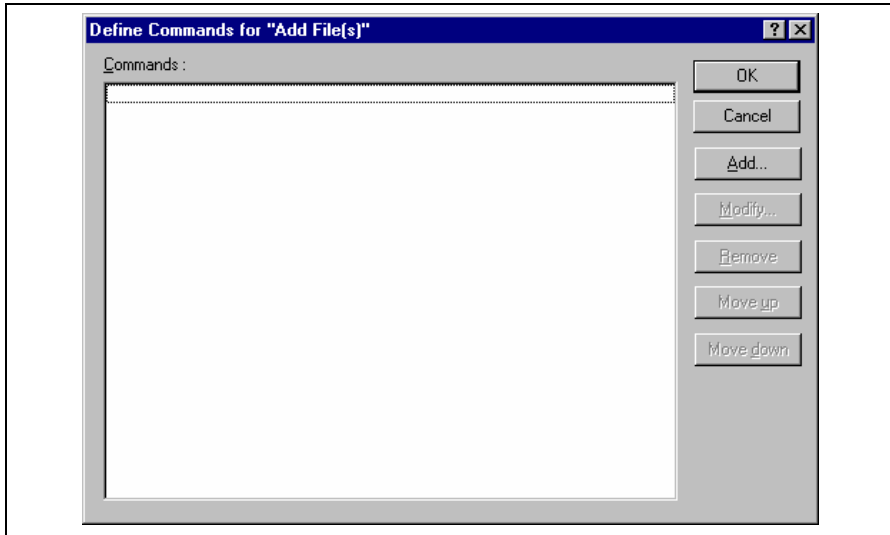 Define Commands for "Add File(s)"
Commands :
OK
Cancel
Add...
Modify...
Remove
Move up
Move down